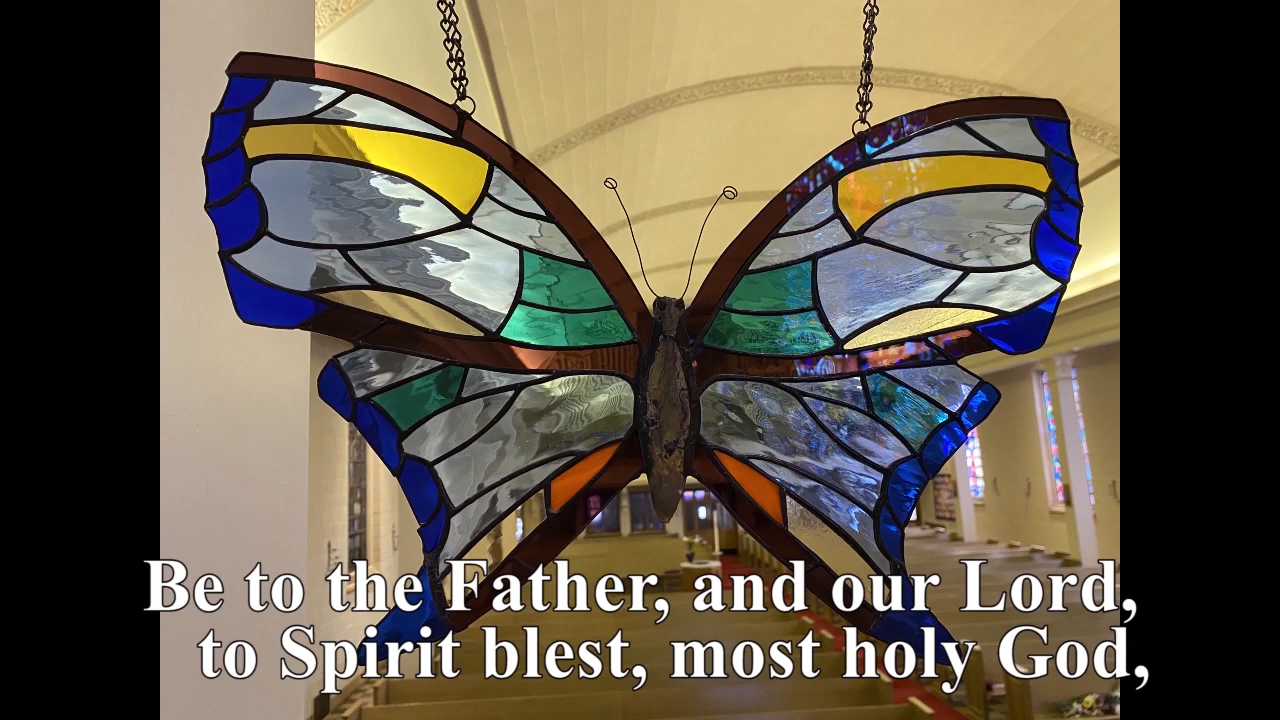 Be to the Father, and our Lord,
to Spirit blest, most holy God,